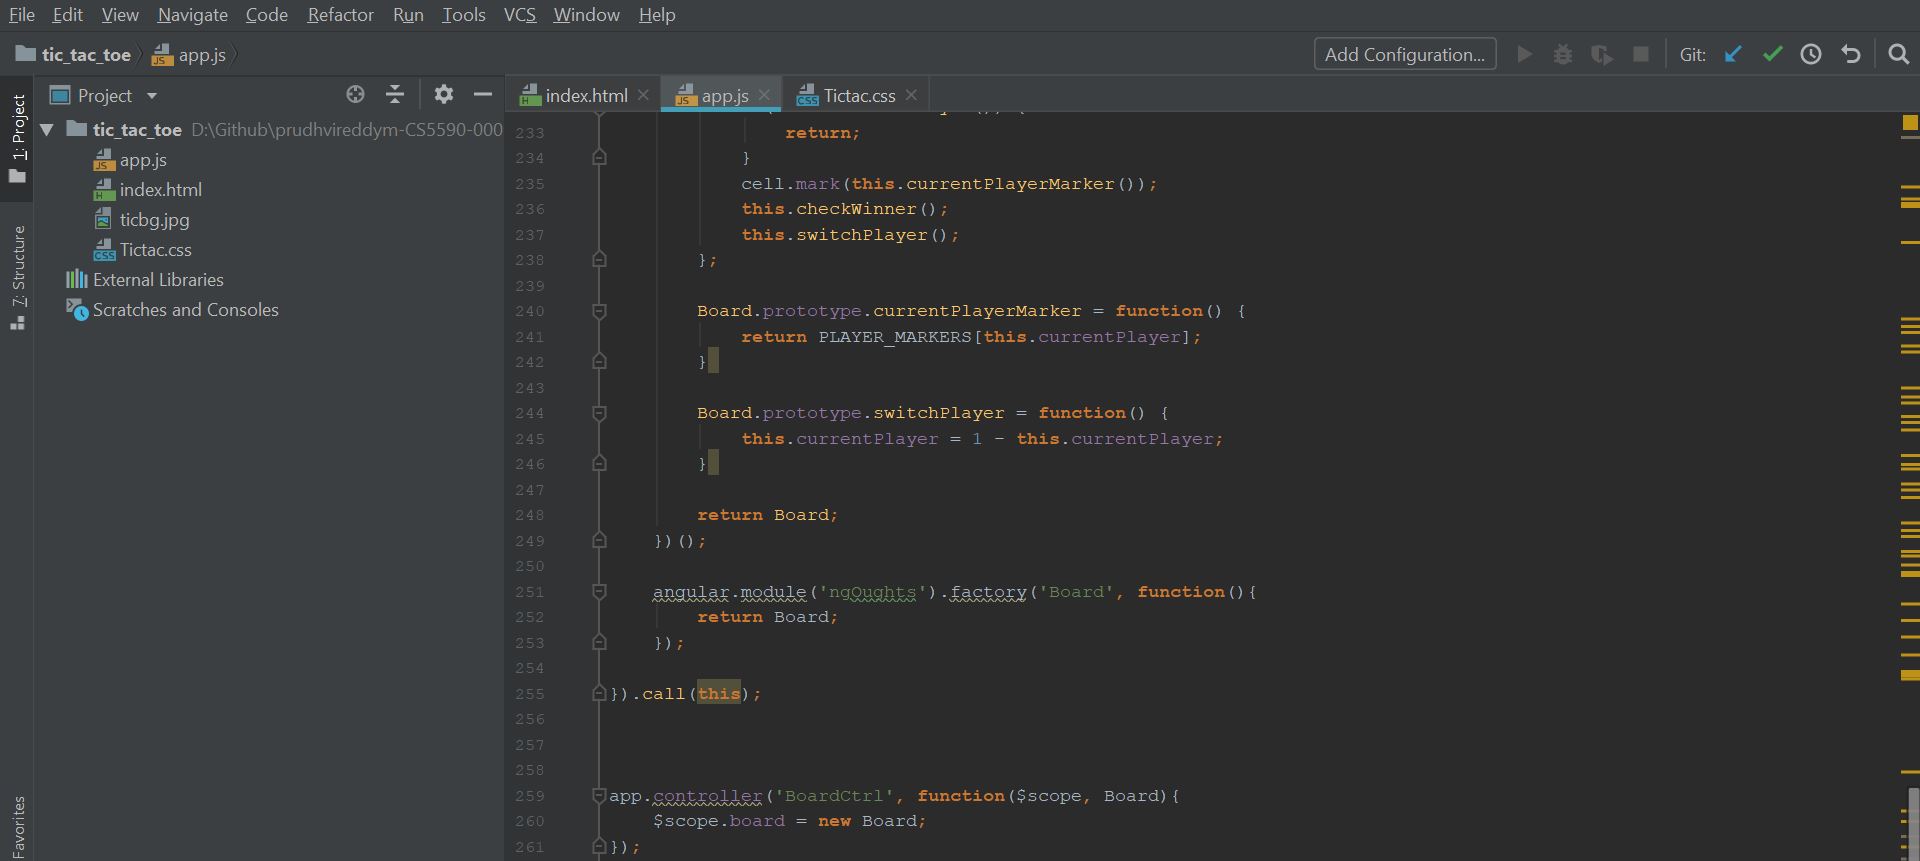 File Edit View Navigate Code Refactor Run Tools VCS Window Help
tic_tac_toe app.js Add Configuration... Git:
1: Project
7: Structure
Favorites
Project
tic_tac_toe D:\Github\prudhvireddym-CS5590-000
app.js
index.html
ticbg.jpg
Tictac.css
External Libraries
Scratches and Consoles
index.html app.js Tictac.css
233 return;
234 }
235 cell.mark(this.currentPlayerMarker());
236 this.checkWinner();
237 this.switchPlayer();
238 };
239
240 Board.prototype.currentPlayerMarker = function() {
241 return PLAYER_MARKERS[this.currentPlayer];
242 }
243
244 Board.prototype.switchPlayer = function() {
245 this.currentPlayer = 1 - this.currentPlayer;
246 }
247
248 return Board;
249 })();
250
251 angular.module('ngOughts').factory('Board', function(){
252 return Board;
253 });
254
255 }).call(this);
256
257
258
259 app.controller('BoardCtrl', function($scope, Board){
260 $scope.board = new Board;
261 });